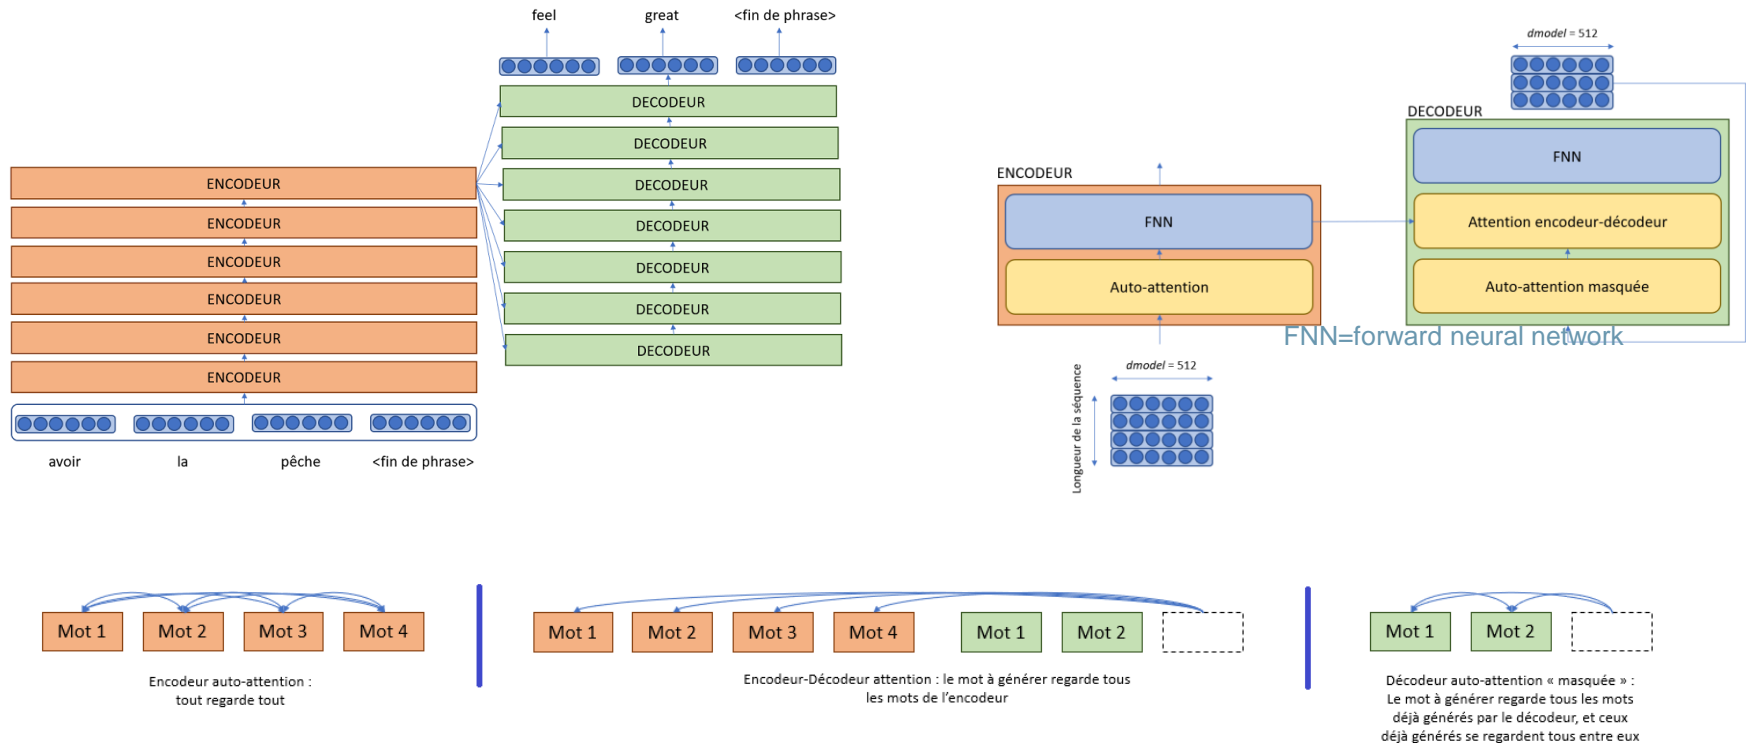 feel
great
<fin de phrase>
DECODEUR
DECODEUR
DECODEUR
DECODEUR
DECODEUR
DECODEUR
DECODEUR
ENCODEUR
ENCODEUR
ENCODEUR
ENCODEUR
ENCODEUR
ENCODEUR
avoir
la
pêche
<fin de phrase>
ENCODEUR
FNN
Auto-attention
dmodel = 512
Longueur de la séquence
dmodel = 512
DECODEUR
FNN
Attention encodeur-décodeur
Auto-attention masquée
FNN=forward neural network
Mot 1
Mot 2
Mot 3
Mot 4
Encodeur auto-attention :
tout regarde tout
Mot 1
Mot 2
Mot 3
Mot 4
Mot 1
Mot 2
Encodeur-Décodeur attention : le mot à générer regarde tous
les mots de l'encodeur
Mot 1
Mot 2
Décodeur auto-attention « masquée » :
Le mot à générer regarde tous les mots
déjà générés par le décodeur, et ceux
déjà générés se regardent tous entre eux